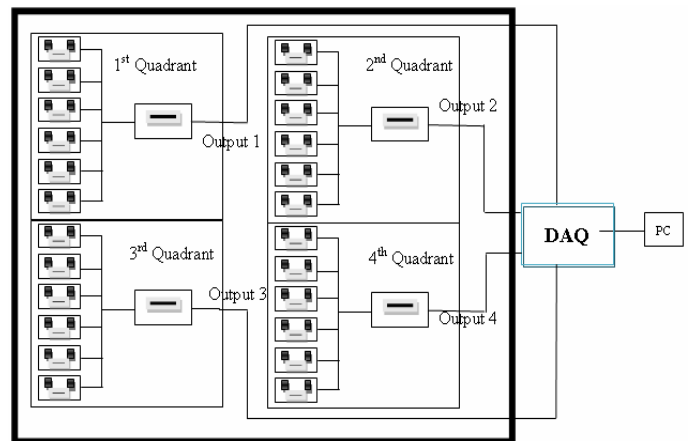 1st Quadrant
2nd Quadrant
Output 1
Output 2
DAQ
PC
3rd Quadrant
4th Quadrant
Output 3
Output 4